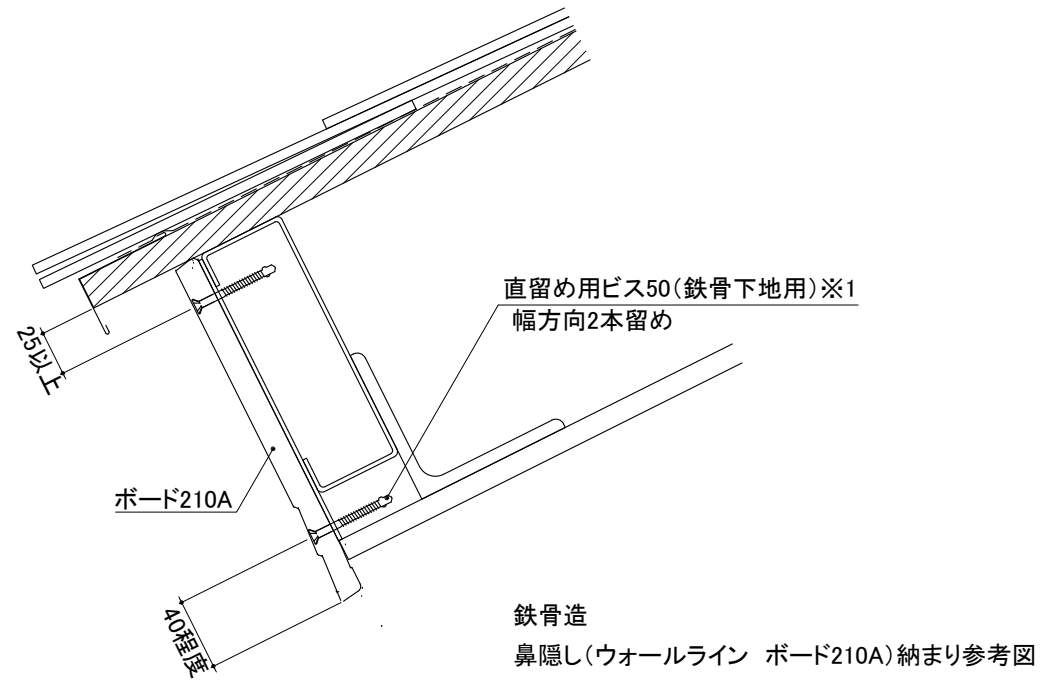 直留め用ビス50(鉄骨下地用)※1
幅方向2本留め
25以上
ボード210A
40程度
鉄骨造
鼻隠し(ウォールライン ボード210A)納まり参考図